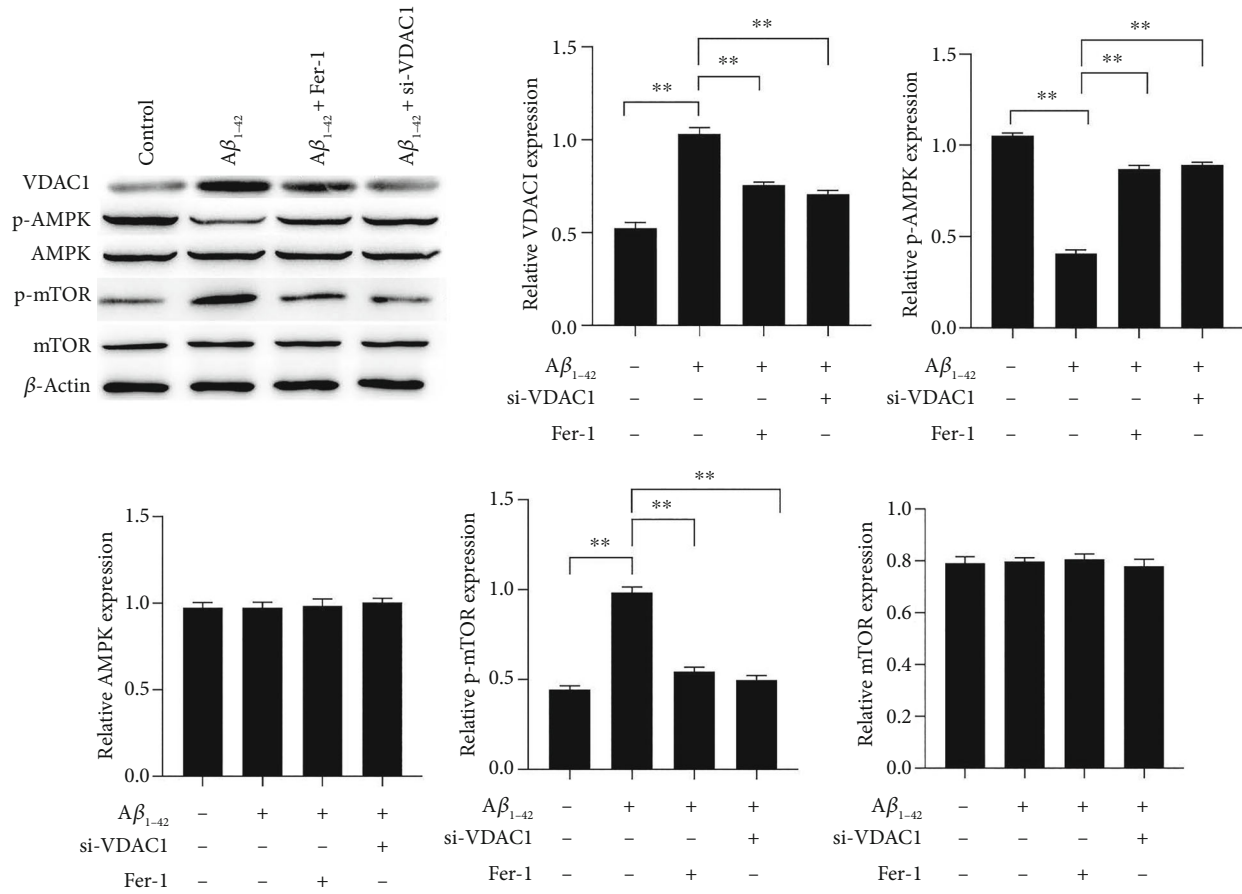 Control
Aβ1–42
Aβ1–42 + Fer-1
Aβ1–42 + si-VDAC1
VDAC1
p-AMPK
AMPK
p-mTOR
mTOR
β-Actin
Relative VDACI expression
1.5
1.0
0.5
0.0
** ** **
Aβ1–42 – + + +
si-VDAC1 – – – +
Fer-1 – – + –
Relative p-AMPK expression
1.5
1.0
0.5
0.0
** ** **
Aβ1–42 – + + +
si-VDAC1 – – – +
Fer-1 – – + –
Relative AMPK expression
1.5
1.0
0.5
0.0
Aβ1–42 – + + +
si-VDAC1 – – – +
Fer-1 – – + –
Relative p-mTOR expression
1.5
1.0
0.5
0.0
** ** **
Aβ1–42 – + + +
si-VDAC1 – – – +
Fer-1 – – + –
Relative mTOR expression
1.0
0.8
0.6
0.4
0.2
0.0
Aβ1–42 – + + +
si-VDAC1 – – – +
Fer-1 – – + –